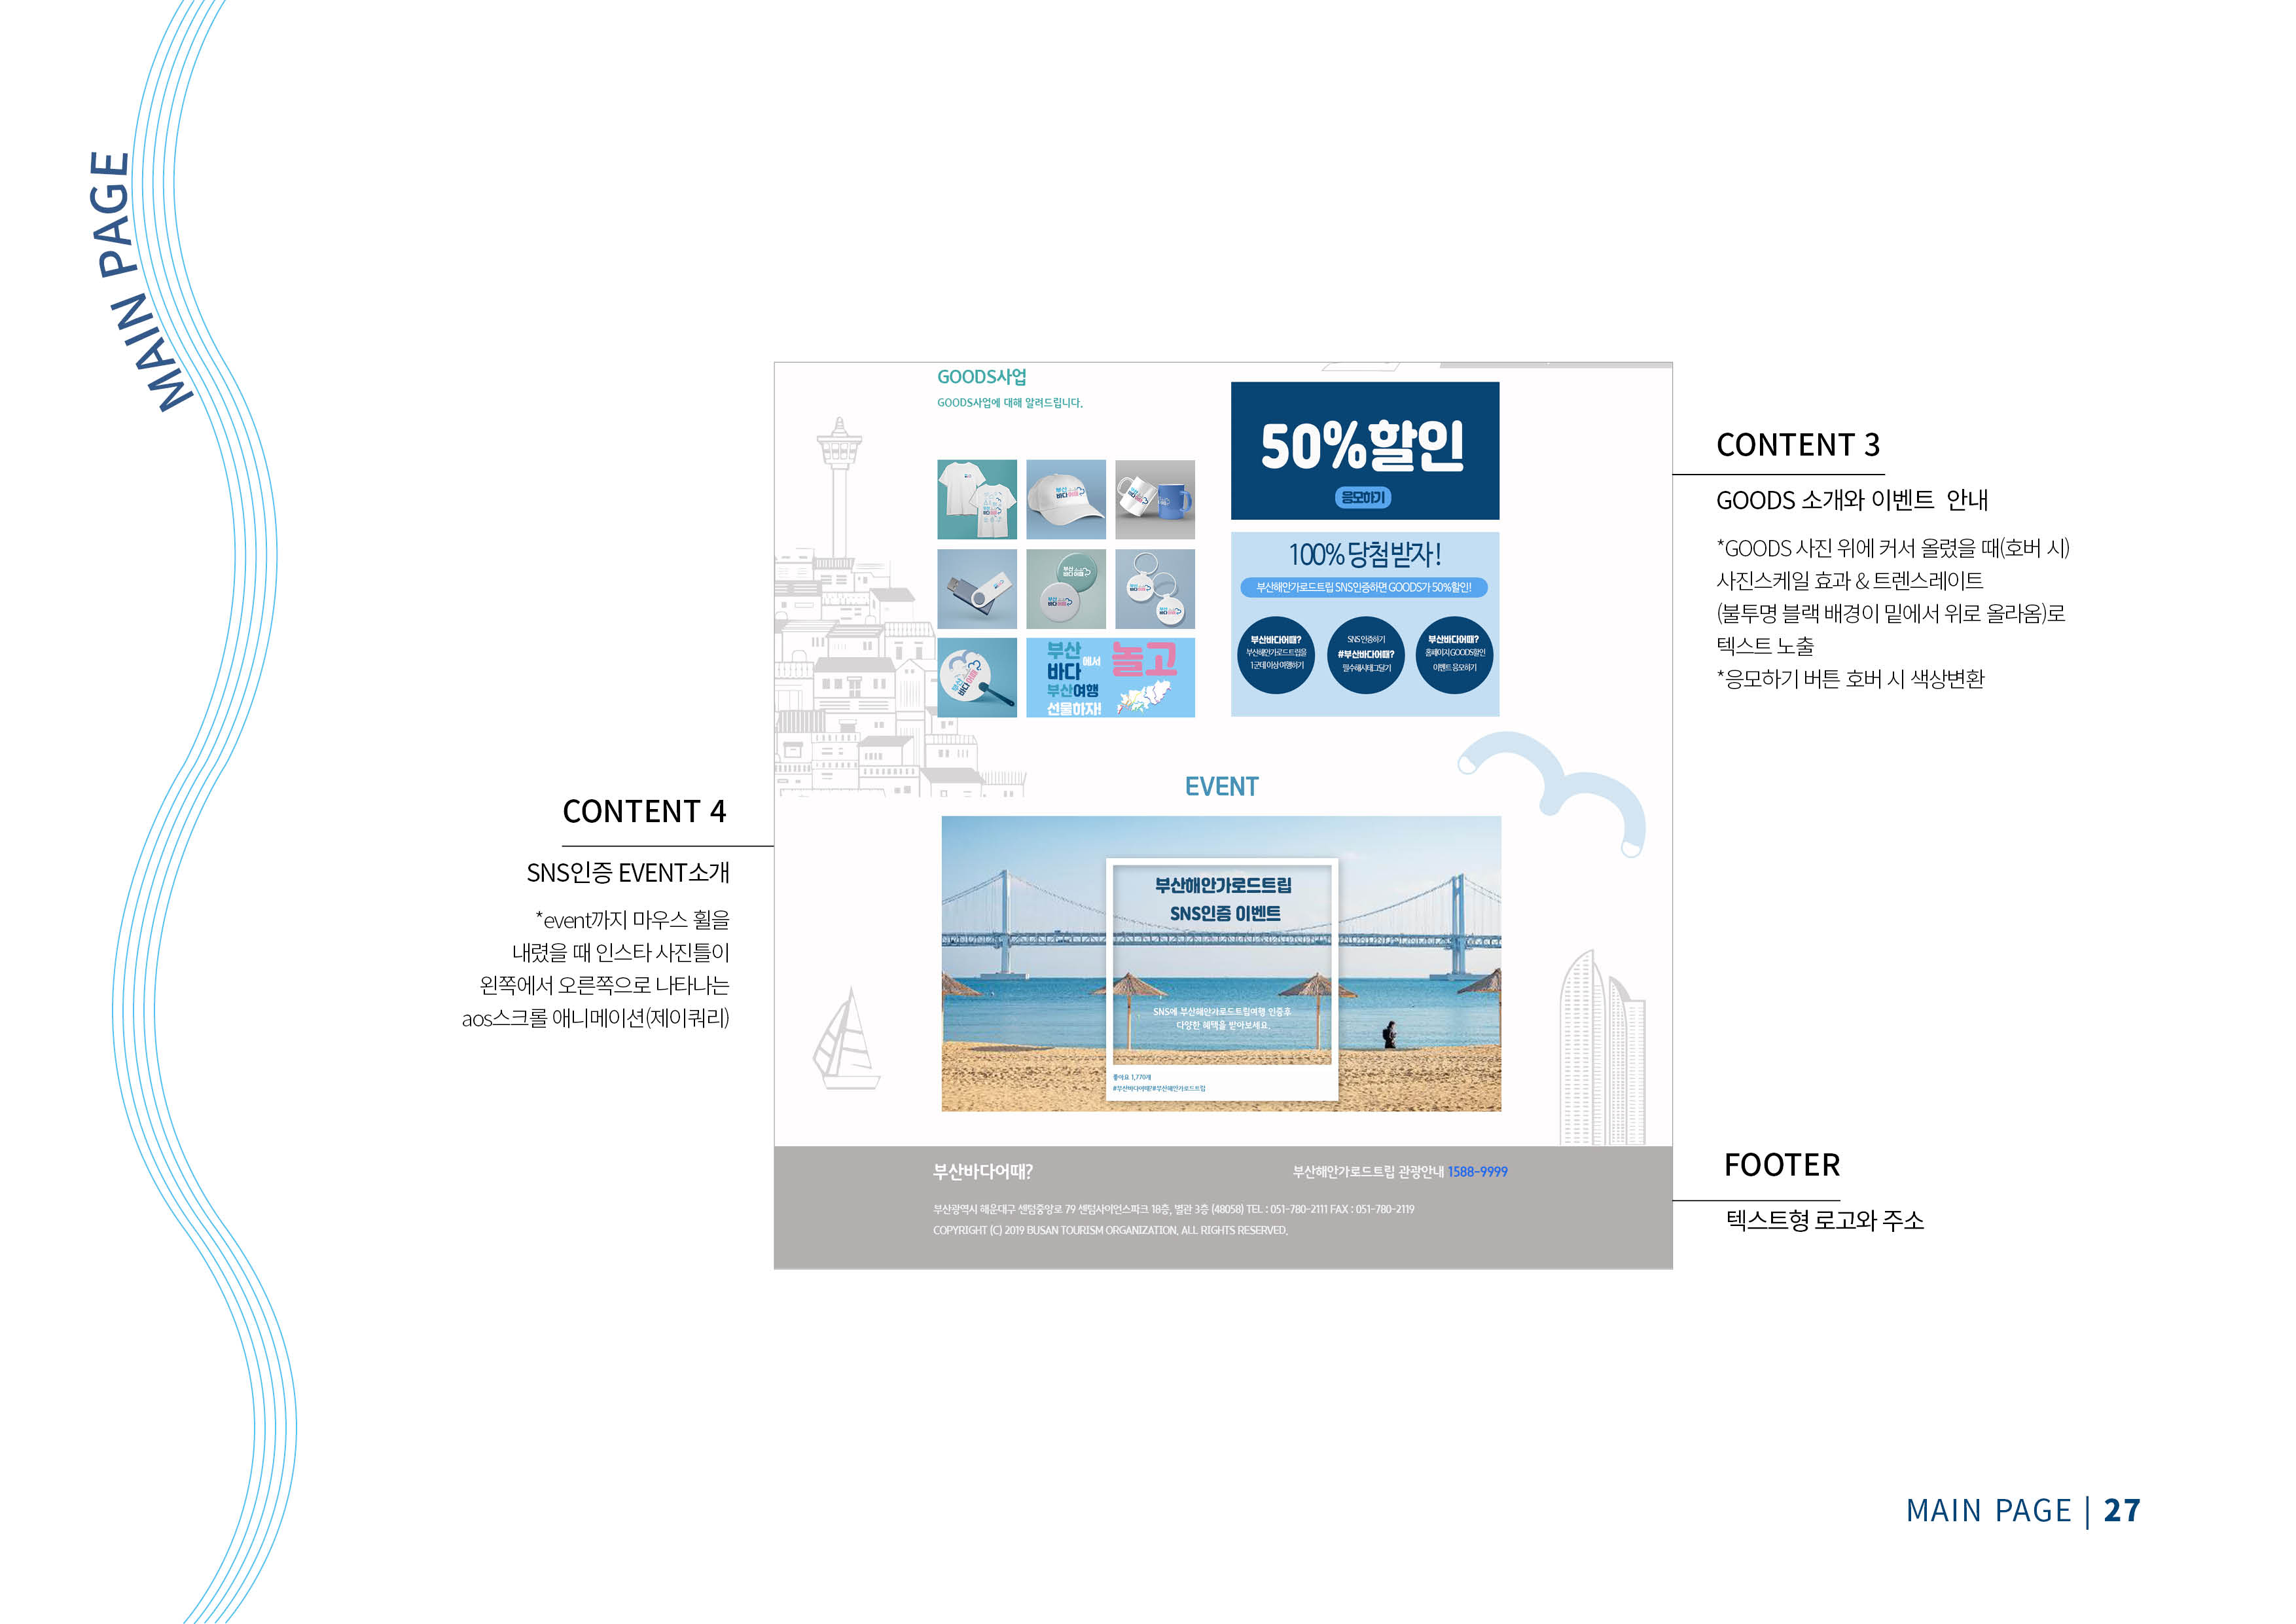 MAIN PAGE
GOODS사업
GOODS사업에 대해 알려드립니다.
부산
바다에서
놀고
부산여행
선물하자!
50%할인
응모하기
100% 당첨받자!
부산해안가로드트립 SNS인증하면 GOODS가 50%할인!
부산바다어때?
부산해안가로드트립을
1군데 이상 여행하기
SNS 인증하기
#부산바다어때?
필수해시태그달기
부산바다어때?
홈페이지 GOODS할인
이벤트 응모하기
CONTENT 3
GOODS 소개와 이벤트 안내
*GOODS 사진 위에 커서 올렸을 때(호버 시)
사진스케일 효과 & 트렌스레이트
(불투명 블랙 배경이 밑에서 위로 올라옴)로
텍스트 노출
*응모하기 버튼 호버 시 색상변환
CONTENT 4
SNS인증 EVENT소개
*event까지 마우스 휠을
내렸을 때 인스타 사진틀이
왼쪽에서 오른쪽으로 나타나는
aos스크롤 애니메이션(제이쿼리)
EVENT
부산해안가로드트립
SNS인증 이벤트
SNS에 부산해안가로드트립여행 인증후
다양한 혜택을 받아보세요.
좋아요 1,770개
#부산바다어때?#부산해안가로드트립
부산바다어때?
부산해안가로드트립 관광안내 1588-9999
부산광역시 해운대구 센텀중앙로 79 센텀사이언스파크 18층, 별관 3층 (48058) TEL : 051-780-2111 FAX : 051-780-2119
COPYRIGHT (C) 2019 BUSAN TOURISM ORGANIZATION, ALL RIGHTS RESERVED.
FOOTER
텍스트형 로고와 주소
MAIN PAGE | 27